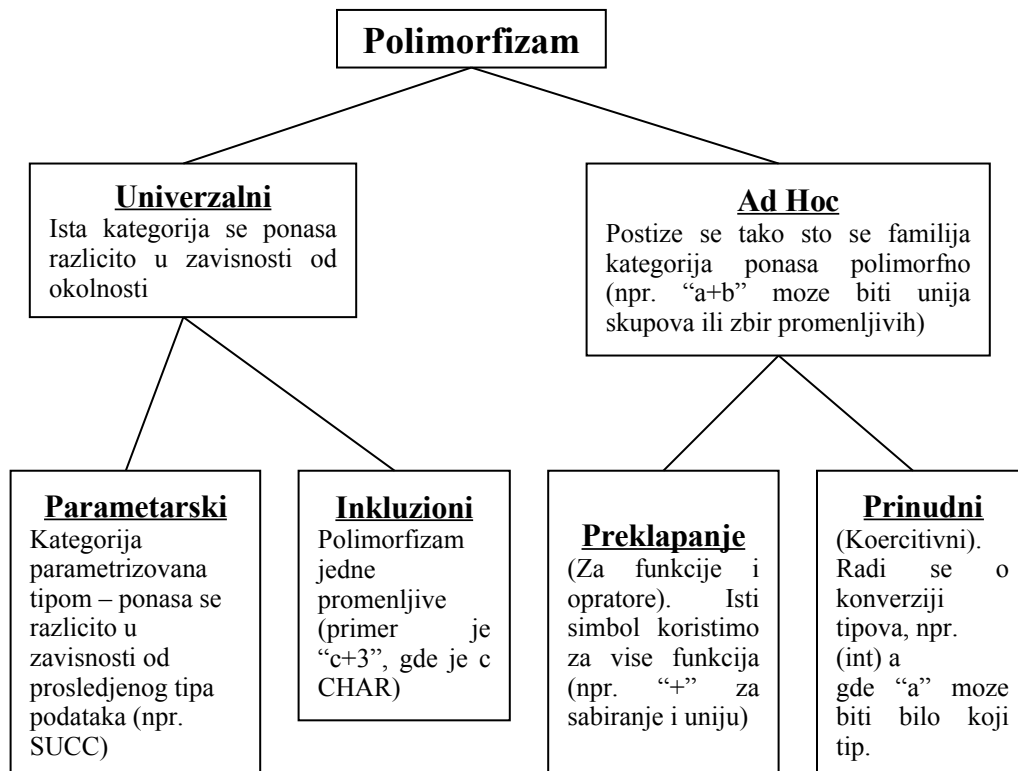 Polimorfizam
Univerzalni
Ista kategorija se ponasa
razlicito u zavisnosti od
okolnosti
Ad Hoc
Postize se tako sto se familija
kategorija ponasa polimorfno
(npr. “a+b” moze biti unija
skupova ili zbir promenljivih)
Parametarski
Kategorija
parametrizovana
tipom – ponasa se
razlicito u
zavisnosti od
prosledjenog tipa
podataka (npr.
SUCC)
Inkluzioni
Polimorfizam
jedne
promenljive
(primer je
“c+3”, gde je c
CHAR)
Preklapanje
(Za funkcije i
opratore). Isti
simbol koristimo
za vise funkcija
(npr. “+” za
sabiranje i uniju)
Prinudni
(Koercitivni).
Radi se o
konverziji
tipova, npr.
(int) a
gde “a” moze
biti bilo koji
tip.